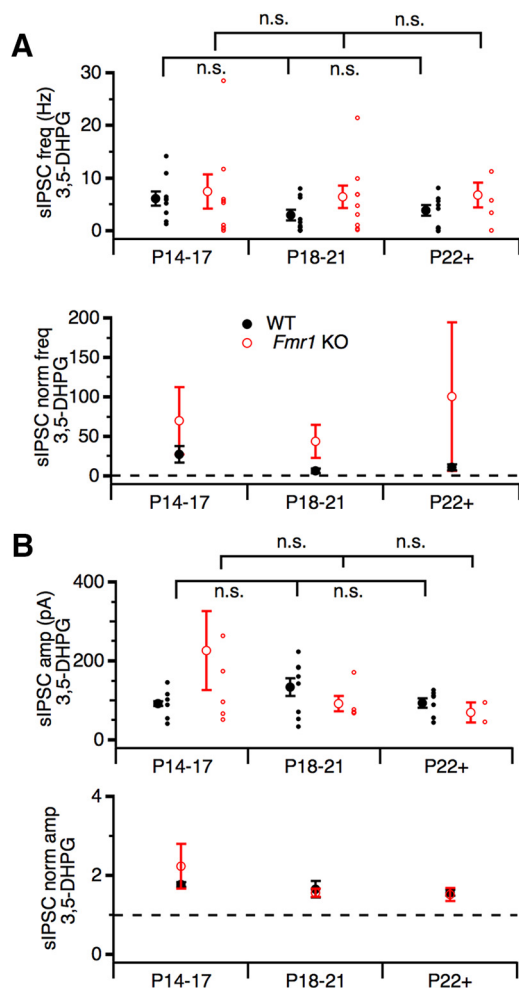 n.s.
n.s.
A
n.s.
n.s.
sIPSC freq (Hz)
3,5-DHPG
30
20
10
0
P14-17
P18-21
P22+
sIPSC norm freq
3,5-DHPG
200
150
100
50
0
WT
Fmr1 KO
P14-17
P18-21
P22+
B
n.s.
n.s.
n.s.
n.s.
sIPSC amp (pA)
3,5-DHPG
400
200
0
P14-17
P18-21
P22+
sIPSC norm amp
3,5-DHPG
4
2
0
P14-17
P18-21
P22+